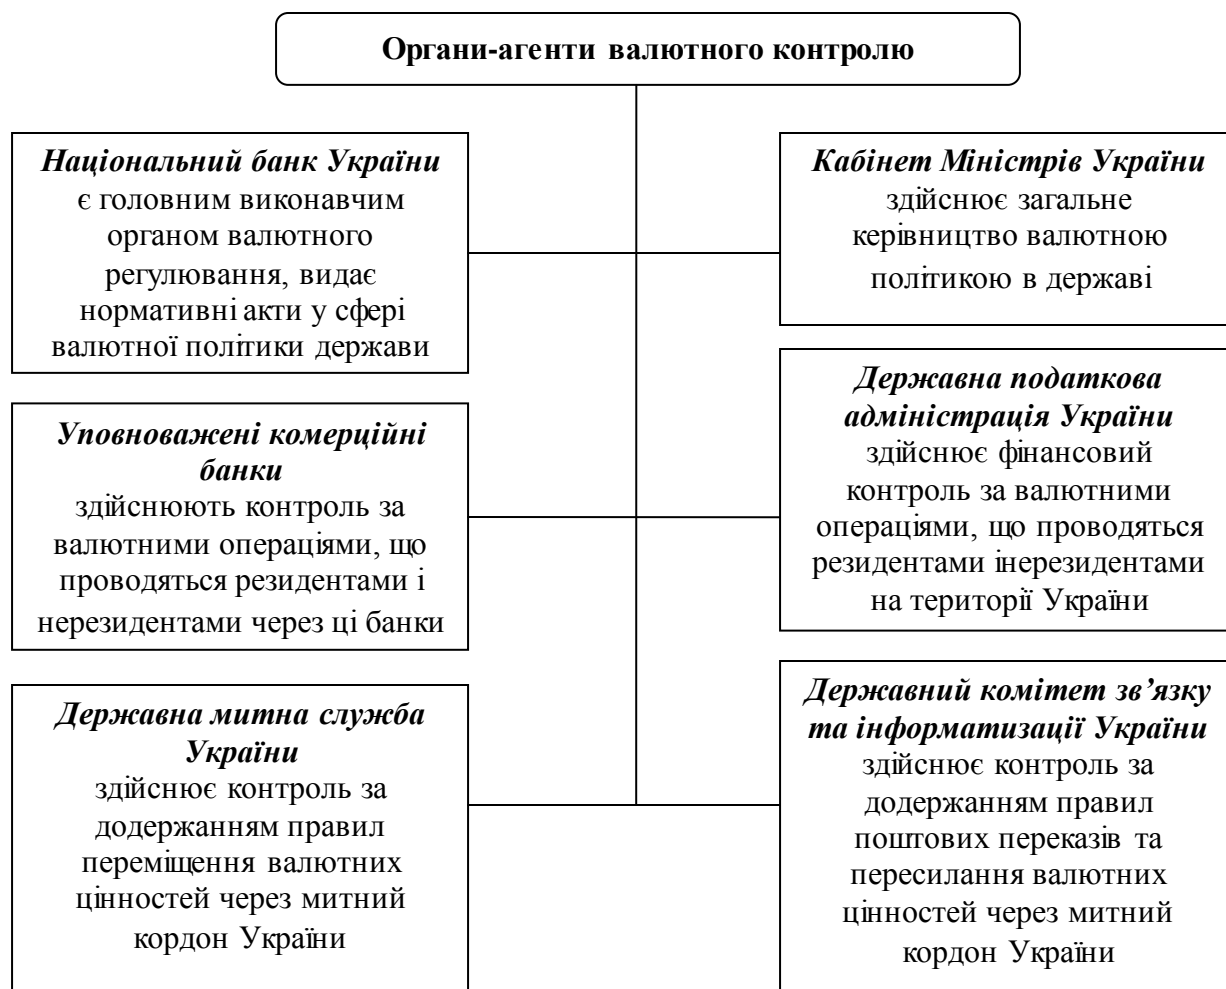 Органи-агенти валютного контролю
Національний банк України
є головним виконавчим
органом валютного
регулювання, видає
нормативні акти у сфері
валютної політики держави
Кабінет Міністрів України
здійснює загальне
керівництво валютною
політикою в державі
Уповноважені комерційні
банки
здійснюють контроль за
валютними операціями, що
проводяться резидентами і
нерезидентами через ці банки
Державна податкова
адміністрація України
здійснює фінансовий
контроль за валютними
операціями, що проводяться
резидентами інерезидентами
на території України
Державна митна служба
України
здійснює контроль за
додержанням правил
переміщення валютних
цінностей через митний
кордон України
Державний комітет зв’язку
та інформатизації України
здійснює контроль за
додержанням правил
поштових переказів та
пересилання валютних
цінностей через митний
кордон України